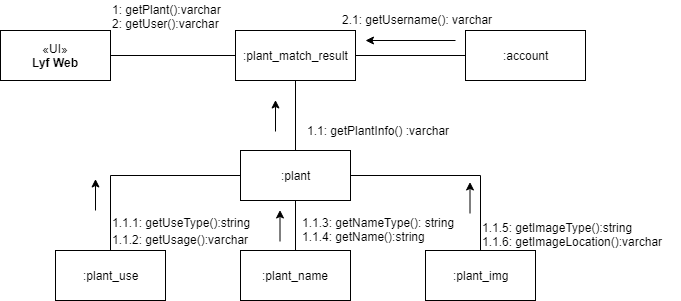 1: getPlant():varchar
2: getUser():varchar
2.1: getUsername(): varchar
«UI»
Lyf Web
:plant_match_result
:account
1.1: getPlantInfo() :varchar
:plant
1.1.1: getUseType():string
1.1.2: getUsage():varchar
1.1.3: getNameType(): string
1.1.4: getName():string
1.1.5: getImageType():string
1.1.6: getImageLocation():varchar
:plant_use
:plant_name
:plant_img